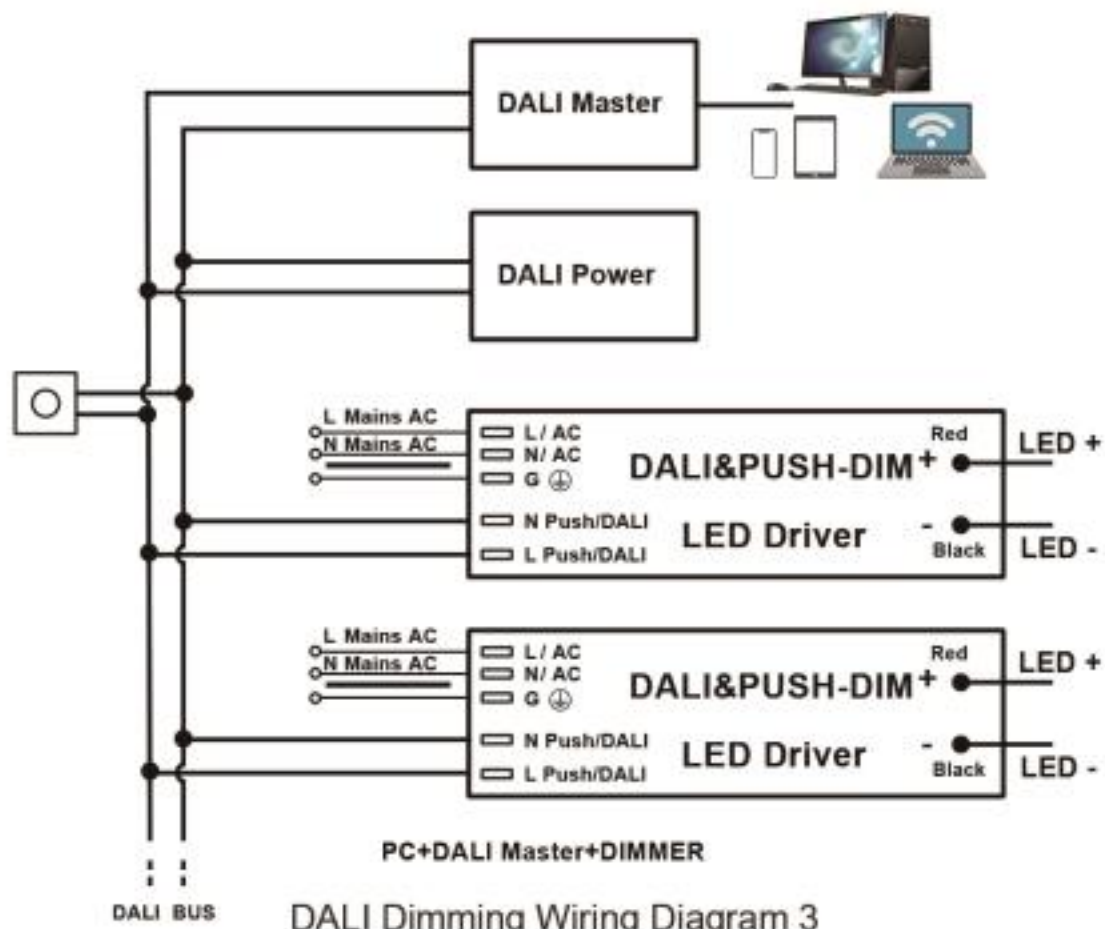 DALI Master
DALI Power
L Mains AC
N Mains AC
L / AC
N/ AC
G
N Push/DALI
L Push/DALI
DALI&PUSH-DIM
LED Driver
Red
+
-
Black
LED +
LED -
L Mains AC
N Mains AC
L/ AC
N/ AC
G
N Push/DALI
L Push/DALI
DALI&PUSH-DIM
LED Driver
Red
+
-
Black
LED +
LED -
PC+DALI Master+DIMMER
DALI BUS
DALI Dimming Wiring Diagram 3